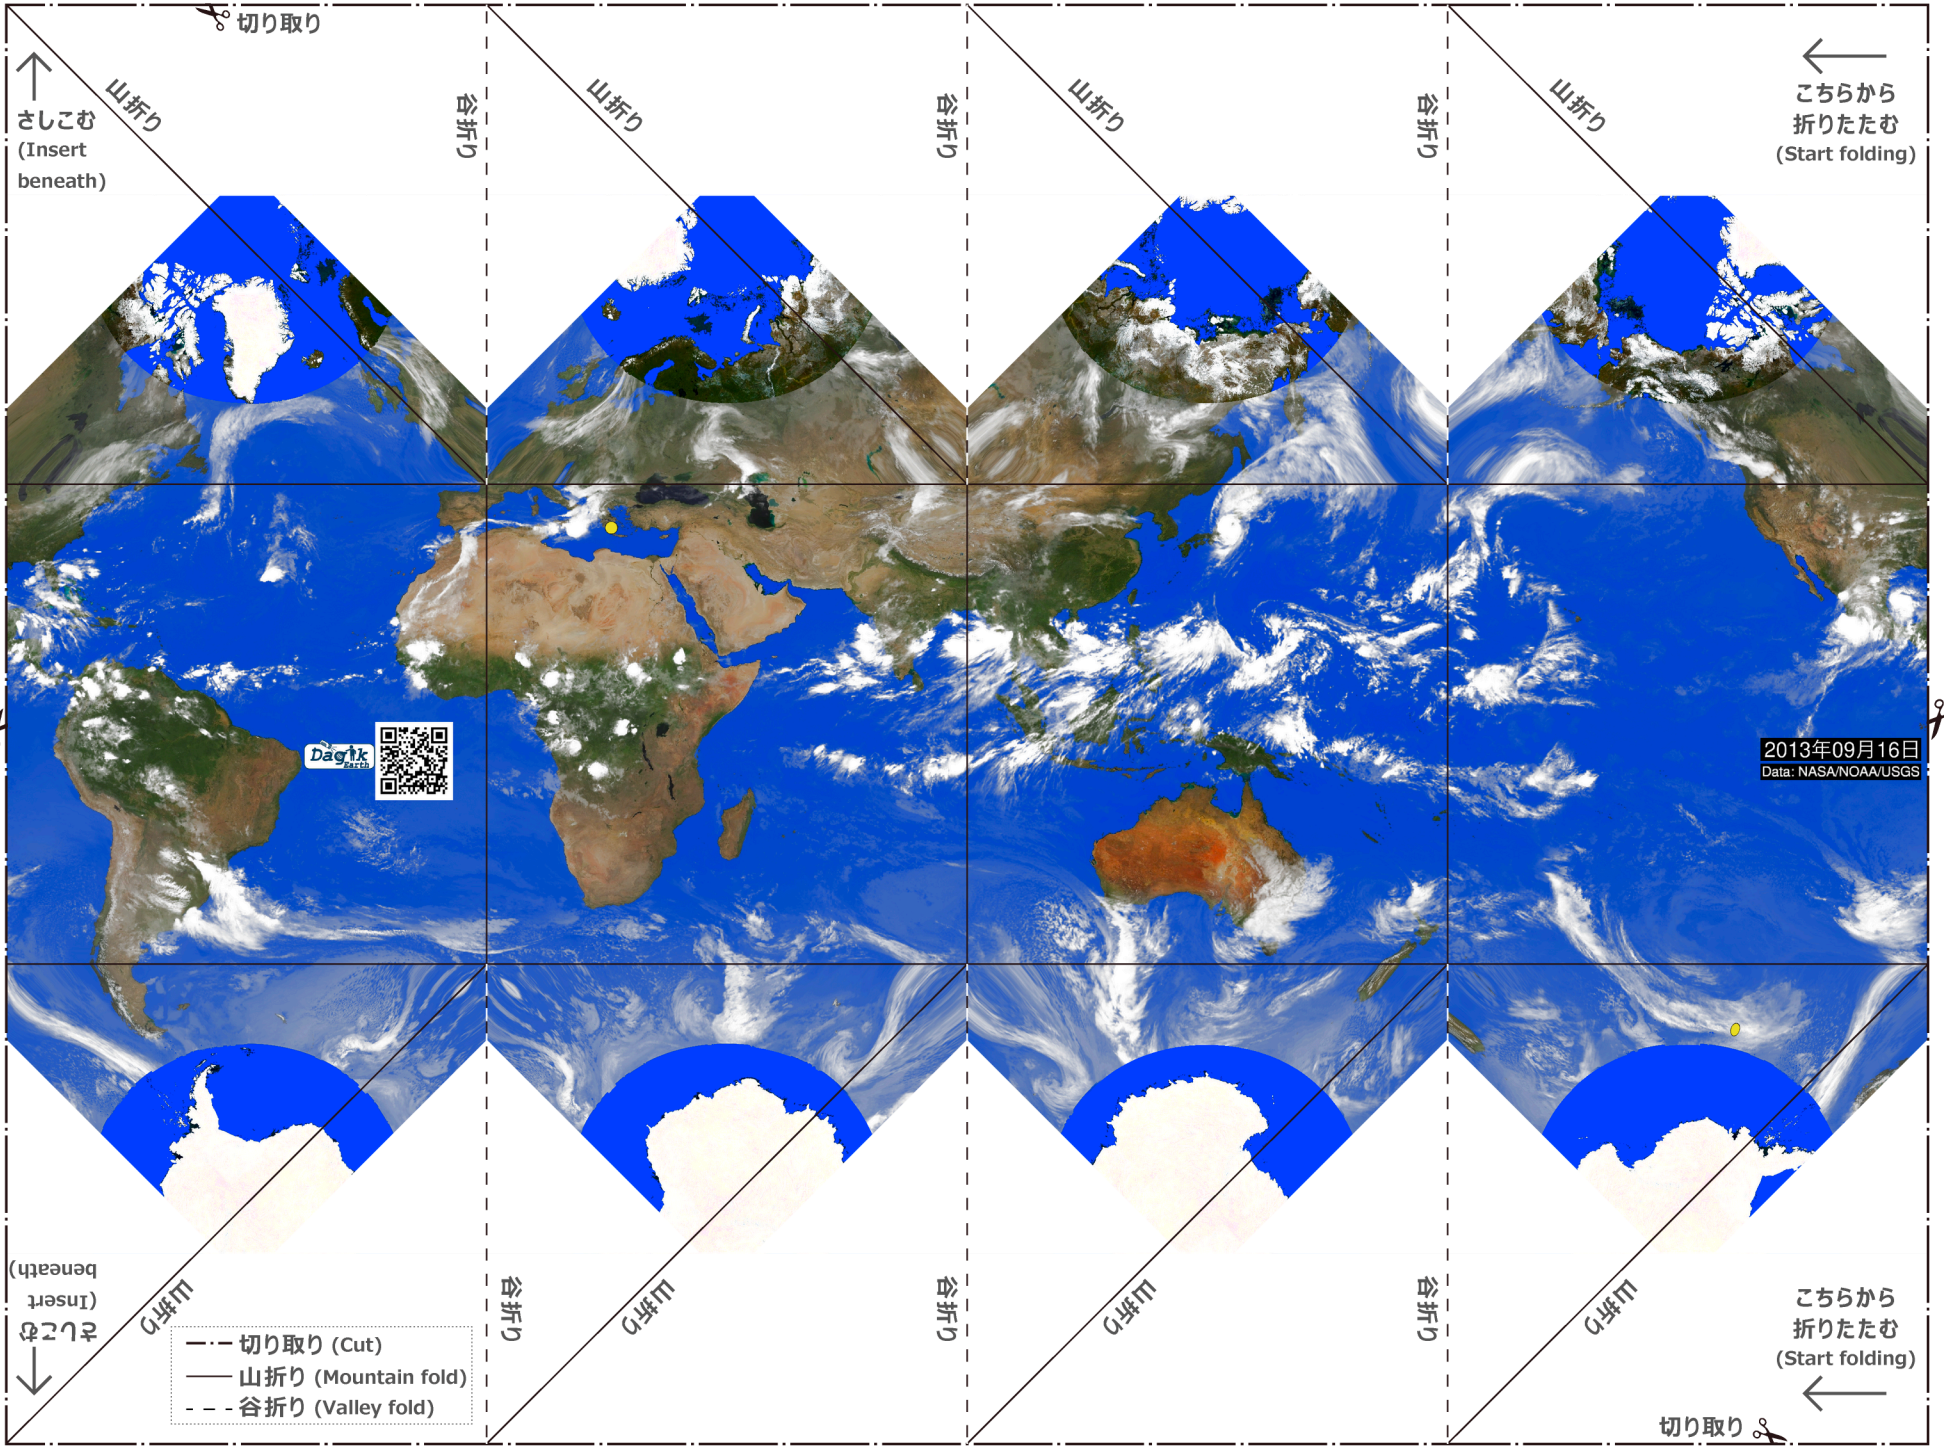 切り取り
さしこむ
(Insert
beneath)
山折り
谷折り
山折り
谷折り
山折り
谷折り
山折り
こちらから
折りたたむ
(Start folding)
Dagik
Earth
2013年09月16日
Data: NASA/NOAA/USGS
さしこむ
(Insert
beneath)
山折り
谷折り
山折り
谷折り
山折り
谷折り
山折り
こちらから
折りたたむ
(Start folding)
切り取り (Cut)
山折り (Mountain fold)
谷折り (Valley fold)
切り取り